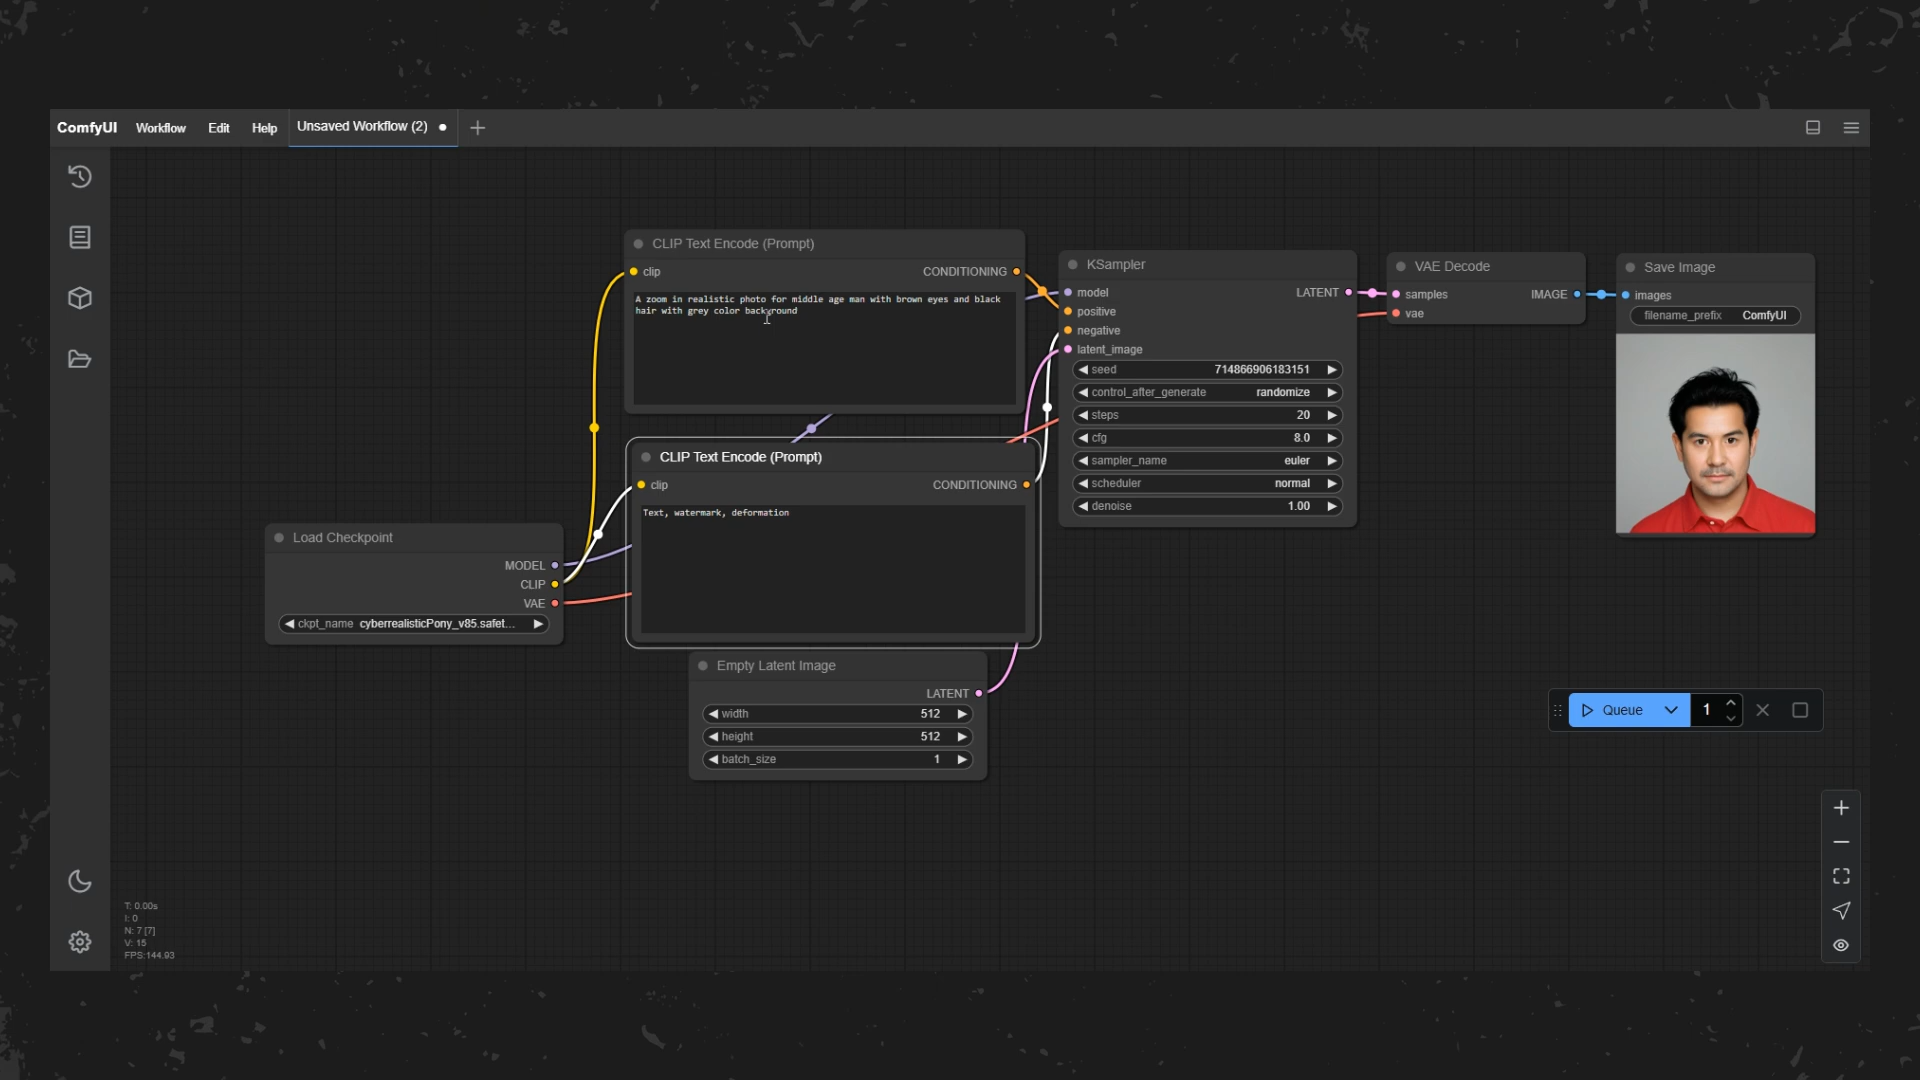 ComfyUI Workflow Edit Help Unsaved Workflow (2)
CLIP Text Encode (Prompt)
clip CONDITIONING
A zoom in realistic photo for middle age man with brown eyes and black
hair with grey color background
KSampler
model LATENT
positive
negative
latent_image
seed 714866906183151
control_after_generate randomize
steps 20
cfg 8.0
sampler_name euler
scheduler normal
denoise 1.00
VAE Decode
samples IMAGE
vae
Save Image
images
filename_prefix ComfyUI
CLIP Text Encode (Prompt)
clip CONDITIONING
Text, watermark, deformation
Load Checkpoint
MODEL
CLIP
VAE
ckpt_name cyberrealisticPony_v85.safet...
Empty Latent Image
LATENT
width 512
height 512
batch_size 1
Queue 1
T: 0.00s
I: 0
N: 7 [7]
V: 15
FPS:144.93